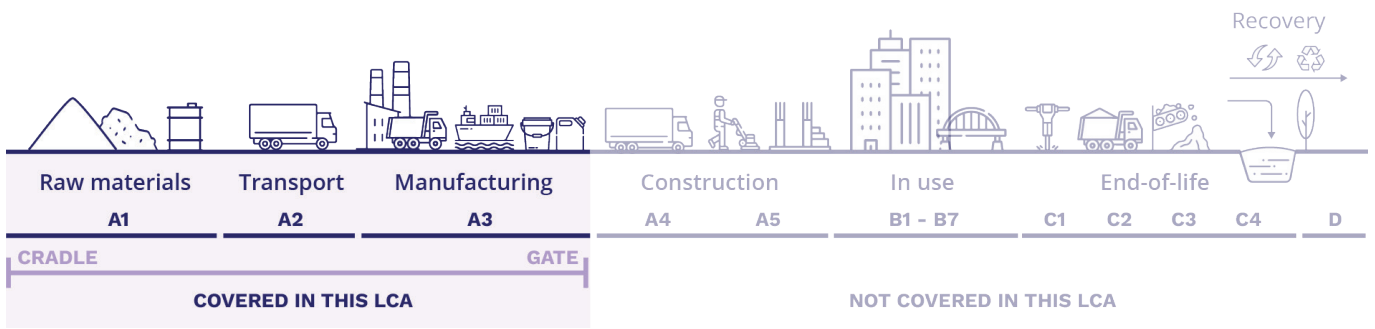 Recovery
Raw materials Transport Manufacturing Construction In use End-of-life
A1 A2 A3 A4 A5 B1 - B7 C1 C2 C3 C4 D
CRADLE GATE
COVERED IN THIS LCA NOT COVERED IN THIS LCA